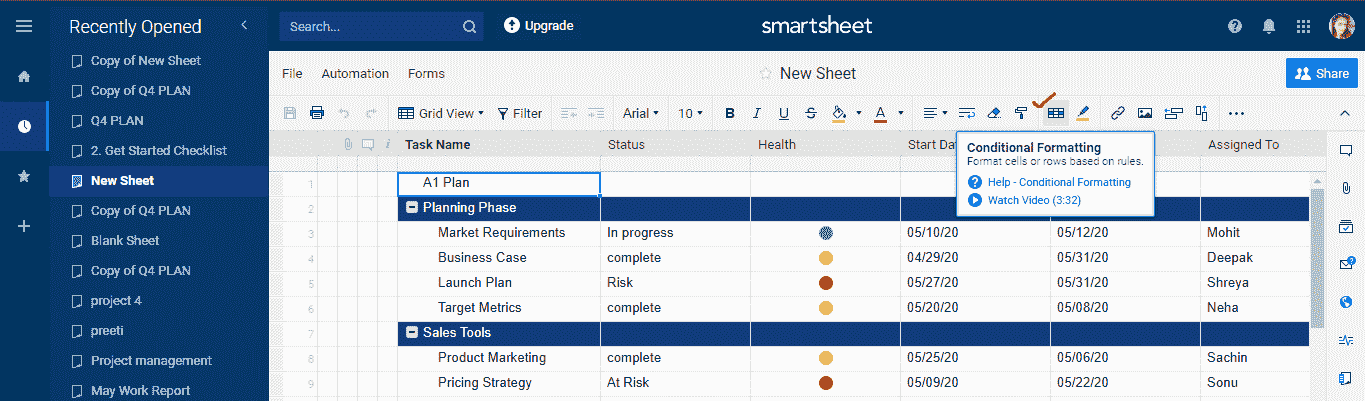 Recently Opened
Search...
Upgrade
smartsheet
Copy of New Sheet
Copy of Q4 PLAN
Q4 PLAN
2. Get Started Checklist
New Sheet
Copy of Q4 PLAN
Blank Sheet
Copy of Q4 PLAN
project 4
preeti
Project management
May Work Report
File Automation Forms New Sheet Share
Grid View Filter Arial 10 B I U S A
Task Name Status Health Start Da Assigned To
Conditional Formatting
Format cells or rows based on rules.
Help - Conditional Formatting
Watch Video (3:32)
1 A1 Plan
2 Planning Phase
3 Market Requirements In progress 05/10/20 05/12/20 Mohit
4 Business Case complete 04/29/20 05/31/20 Deepak
5 Launch Plan Risk 05/27/20 05/31/20 Shreya
6 Target Metrics complete 05/20/20 05/08/20 Neha
7 Sales Tools
8 Product Marketing complete 05/25/20 05/06/20 Sachin
9 Pricing Strategy At Risk 05/09/20 05/22/20 Sonu